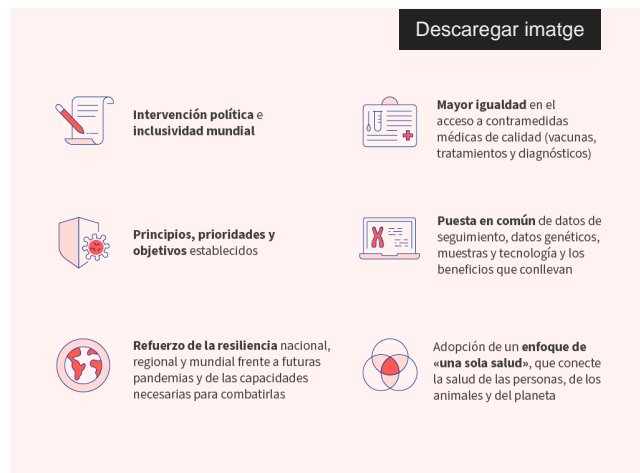 Descaregar imatge
Intervención política e
inclusividad mundial
Mayor igualdad en el
acceso a contramedidas
médicas de calidad (vacunas,
tratamientos y diagnósticos)
Principios, prioridades y
objetivos establecidos
Puesta en común de datos de
seguimiento, datos genéticos,
muestras y tecnología y los
beneficios que conllevan
Refuerzo de la resiliencia nacional,
regional y mundial frente a futuras
pandemias y de las capacidades
necesarias para combatirlas
Adopción de un enfoque de
«una sola salud», que conecte
la salud de las personas, de los
animales y del planeta